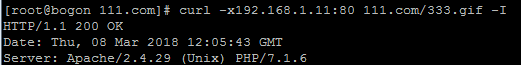 [root@bogon 111.com]# curl -x192.168.1.11:80 111.com/333.gif -I
HTTP/1.1 200 OK
Date: Thu, 08 Mar 2018 12:05:43 GMT
Server: Apache/2.4.29 (Unix) PHP/7.1.6